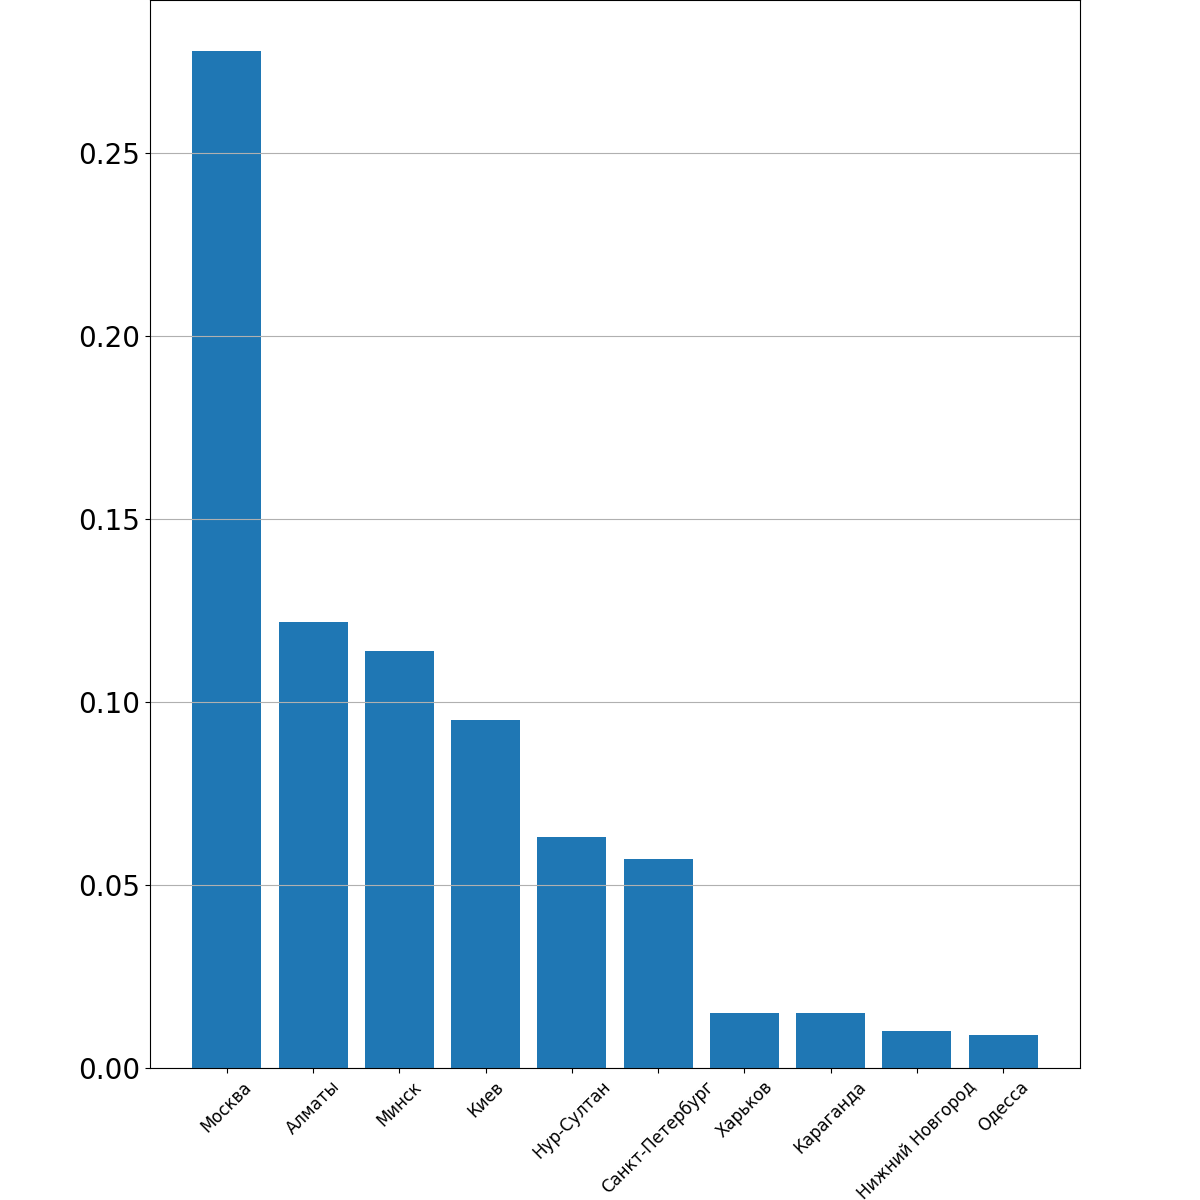 0.25
0.20
0.15
0.10
0.05
0.00
Москва
Алматы
Минск
Киев
Нур-Султан
Санкт-Петербург
Харьков
Караганда
Нижний Новгород
Одесса